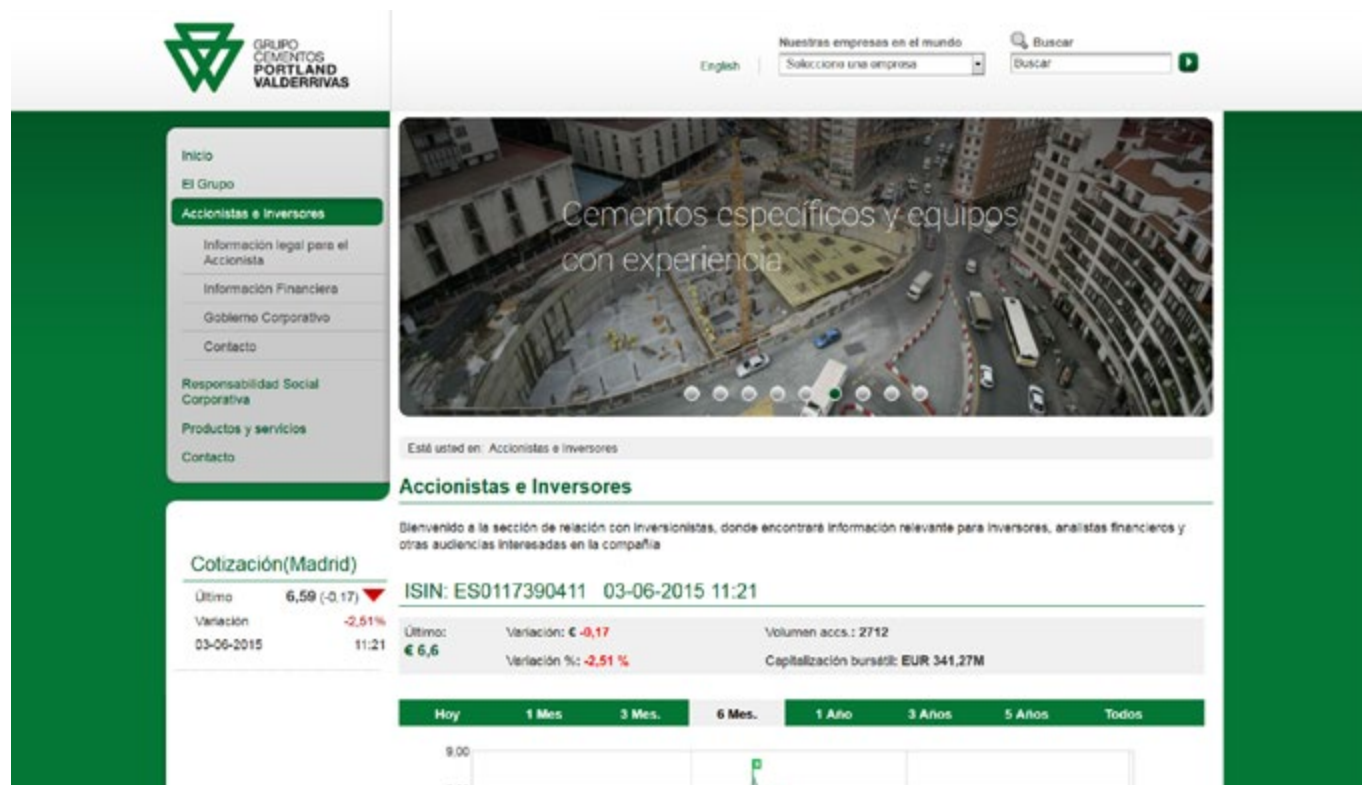 GRUPO
CEMENTOS
PORTLAND
VALDERRIVAS
English
Nuestras empresas en el mundo
Seleccione una empresa
Buscar
Buscar
Inicio
El Grupo
Accionistas e Inversores
Información legal para el
Accionista
Información Financiera
Gobierno Corporativo
Contacto
Responsabilidad Social
Corporativa
Productos y servicios
Contacto
Cementos específicos y equipos
con experiencia
Está usted en: Accionistas e Inversores
Accionistas e Inversores
Bienvenido a la sección de relación con inversionistas, donde encontrará información relevante para inversores, analistas financieros y
otras audiencias interesadas en la compañía
Cotización(Madrid)
Último 6,59 (-0,17)
Variación -2,51%
03-06-2015 11:21
ISIN: ES0117390411 03-06-2015 11:21
Último: Variación: € -0,17 Volumen accs.: 2712
€ 6,6
Variación %: -2,51 % Capitalización bursátil: EUR 341,27M
Hoy 1 Mes 3 Mes. 6 Mes. 1 Año 3 Años 5 Años Todos
9,00